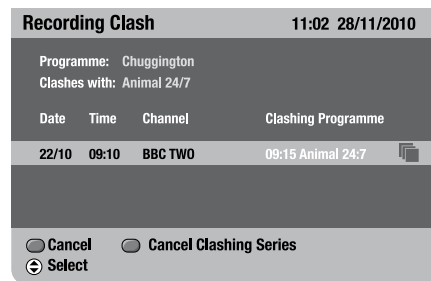 Recording Clash 11:02 28/11/2010
Programme: Chuggington
Clashes with: Animal 24/7
Date Time Channel Clashing Programme
22/10 09:10 BBC TWO 09:15 Animal 24:7
Cancel Cancel Clashing Series
Select